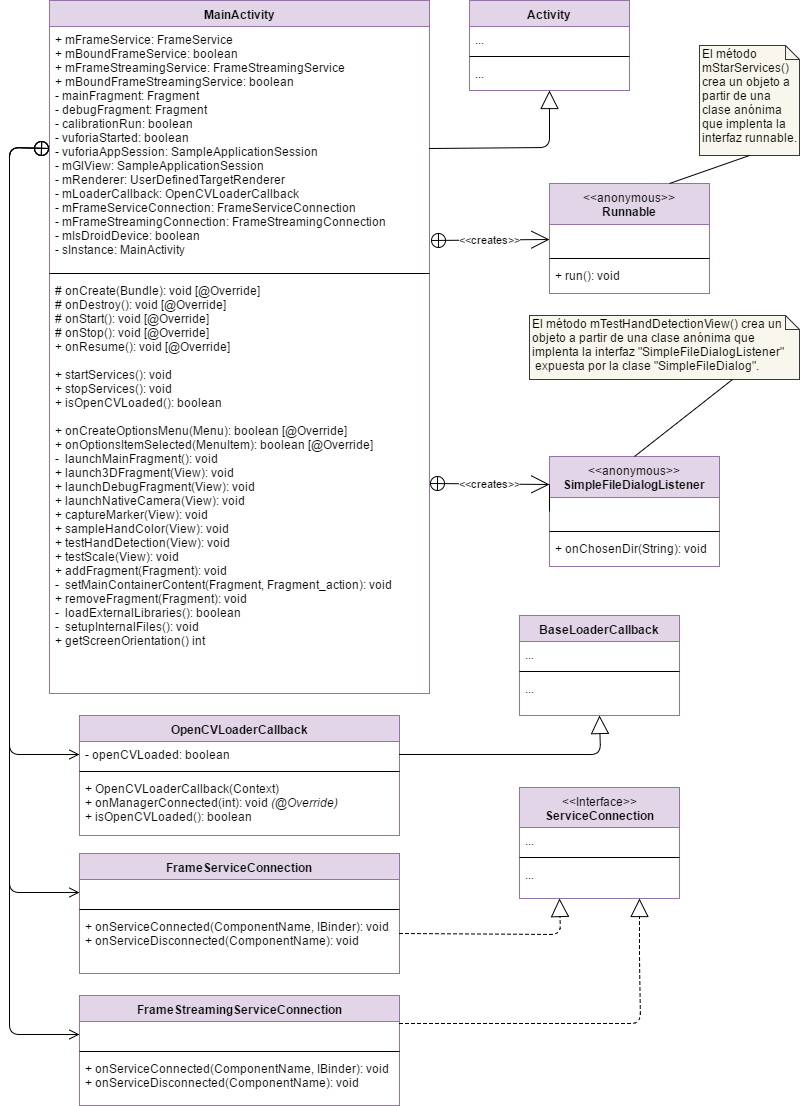 MainActivity
+ mFrameService: FrameService
+ mBoundFrameService: boolean
+ mFrameStreamingService: FrameStreamingService
+ mBoundFrameStreamingService: boolean
- mainFragment: Fragment
- debugFragment: Fragment
- calibrationRun: boolean
- vuforiaStarted: boolean
- vuforiaAppSession: SampleApplicationSession
- mGlView: SampleApplicationSession
- mRenderer: UserDefinedTargetRenderer
- mLoaderCallback: OpenCVLoaderCallback
- mFrameServiceConnection: FrameServiceConnection
- mFrameStreamingConnection: FrameStreamingConnection
- mIsDroidDevice: boolean
- sInstance: MainActivity
# onCreate(Bundle): void [@Override]
# onDestroy(): void [@Override]
# onStart(): void [@Override]
# onStop(): void [@Override]
+ onResume(): void [@Override]
+ startServices(): void
+ stopServices(): void
+ isOpenCVLoaded(): boolean
+ onCreateOptionsMenu(Menu): boolean [@Override]
+ onOptionsItemSelected(MenuItem): boolean [@Override]
- launchMainFragment(): void
+ launch3DFragment(View): void
+ launchDebugFragment(View): void
+ launchNativeCamera(View): void
+ captureMarker(View): void
+ sampleHandColor(View): void
+ testHandDetection(View): void
+ testScale(View): void
+ addFragment(Fragment): void
- setMainContainerContent(Fragment, Fragment_action): void
+ removeFragment(Fragment): void
- loadExternalLibraries(): boolean
- setupInternalFiles(): void
+ getScreenOrientation() int
Activity
...
...
El método
mStarServices()
crea un objeto a
partir de una
clase anónima
que implenta la
interfaz runnable.
<<creates>>
<<anonymous>>
Runnable
+ run(): void
El método mTestHandDetectionView() crea un
objeto a partir de una clase anónima que
implenta la interfaz "SimpleFileDialogListener"
expuesta por la clase "SimpleFileDialog".
<<creates>>
<<anonymous>>
SimpleFileDialogListener
+ onChosenDir(String): void
BaseLoaderCallback
...
...
OpenCVLoaderCallback
- openCVLoaded: boolean
+ OpenCVLoaderCallback(Context)
+ onManagerConnected(int): void (@Override)
+ isOpenCVLoaded(): boolean
<<Interface>>
ServiceConnection
...
...
FrameServiceConnection
+ onServiceConnected(ComponentName, IBinder): void
+ onServiceDisconnected(ComponentName): void
FrameStreamingServiceConnection
+ onServiceConnected(ComponentName, IBinder): void
+ onServiceDisconnected(ComponentName): void